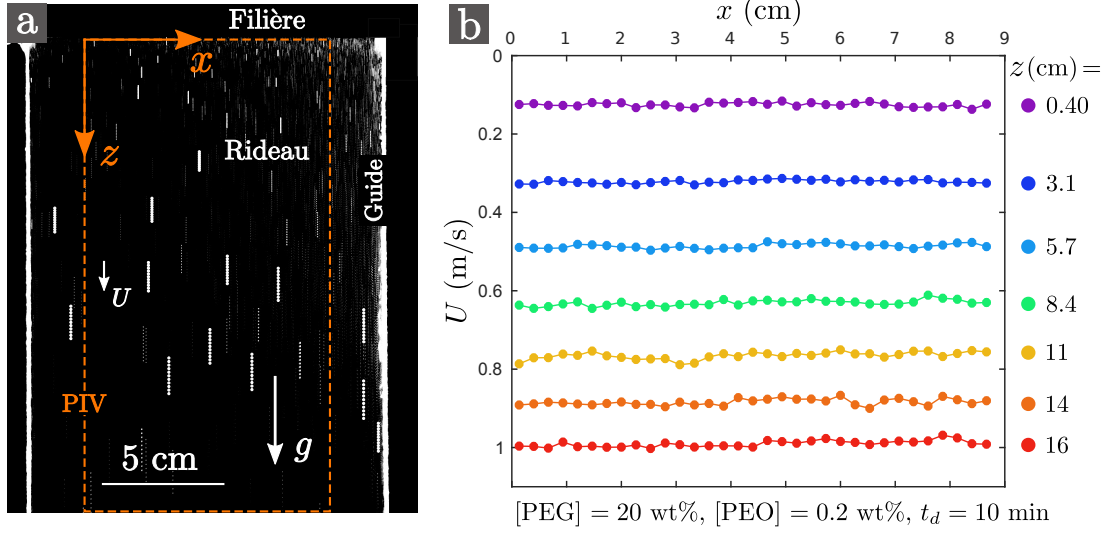 a
Filière
x
z
Rideau
Guide
U
PIV
5 cm
g
b
x (cm)
0 1 2 3 4 5 6 7 8 9
z(cm) =
0
0.2
0.4
0.6
0.8
1
U (m/s)
0.40
3.1
5.7
8.4
11
14
16
[PEG] = 20 wt%, [PEO] = 0.2 wt%, t_d = 10 min